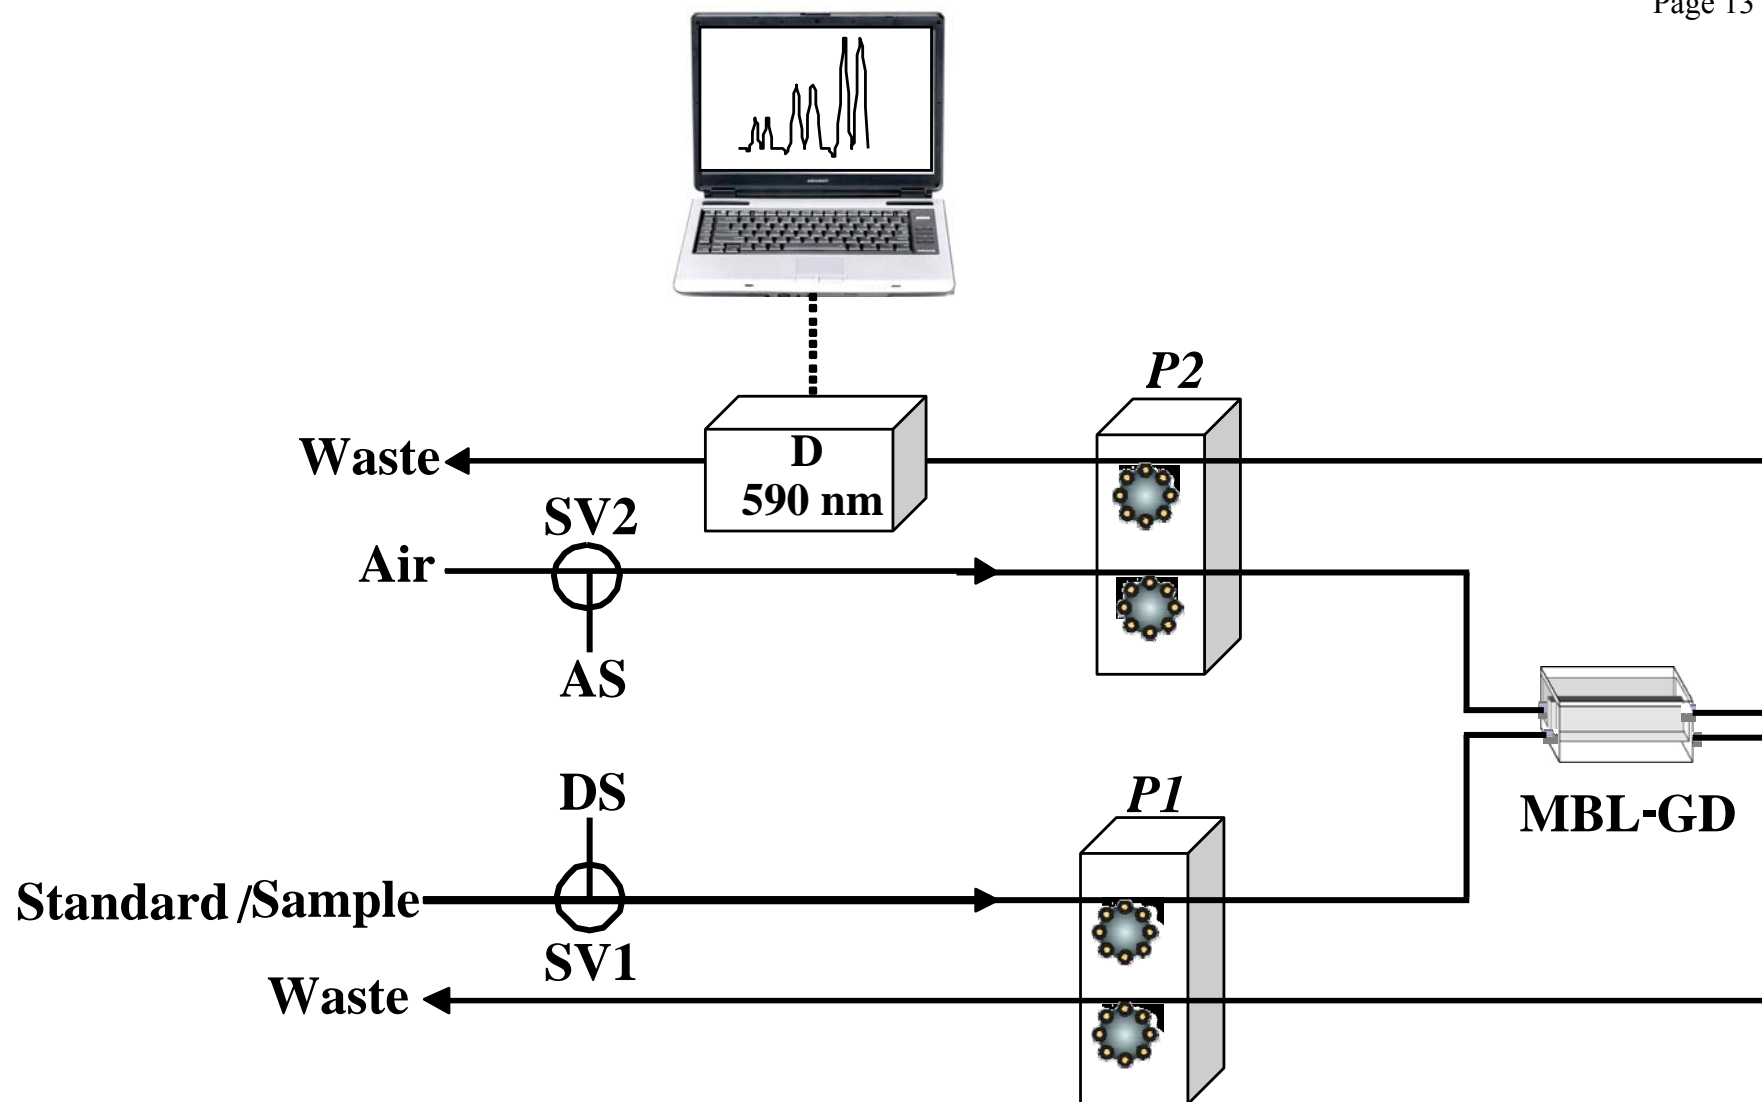 Page 13
P2
Waste
D
590 nm
SV2
Air
AS
DS
P1
MBL-GD
Standard /Sample
SV1
Waste